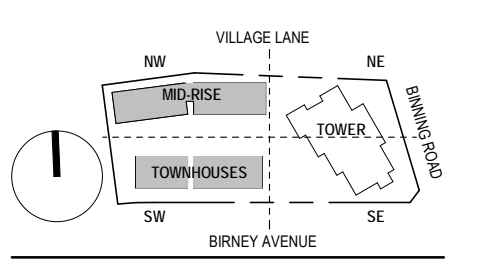 VILLAGE LANE
NW
NE
MID-RISE
BINNING ROAD
TOWER
TOWNHOUSES
SW
SE
BIRNEY AVENUE